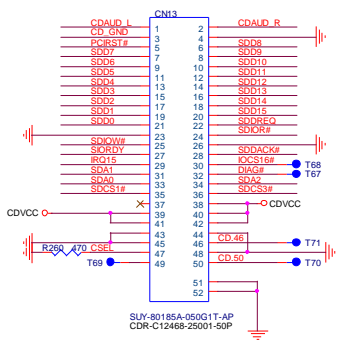 CN13
CDAUD_L 1 2 CDAUD_R
CD_GND 3 4
PCIRST# 5 6 SDD8
SDD7 7 8 SDD9
SDD6 9 10 SDD10
SDD5 11 12 SDD11
SDD4 13 14 SDD12
SDD3 15 16 SDD13
SDD2 17 18 SDD14
SDD1 19 20 SDD15
SDD0 21 22 SDDREQ
23 24 SDIOR#
SDIOW# 25 26
SIORDY 27 28 SDDACK#
IRQ15 29 30 IOCS16# T68
SDA1 31 32 DIAG# T67
SDA0 33 34 SDA2
SDCS1# 35 36 SDCS3#
37 38 CDVCC
CDVCC 39 40
41 42
43 44
45 46 CD.46 T71
R260 470 CSEL 47 48
T69 49 50 CD.50 T70
51
52
SUY-80185A-050G1T-AP
CDR-C12468-25001-50P